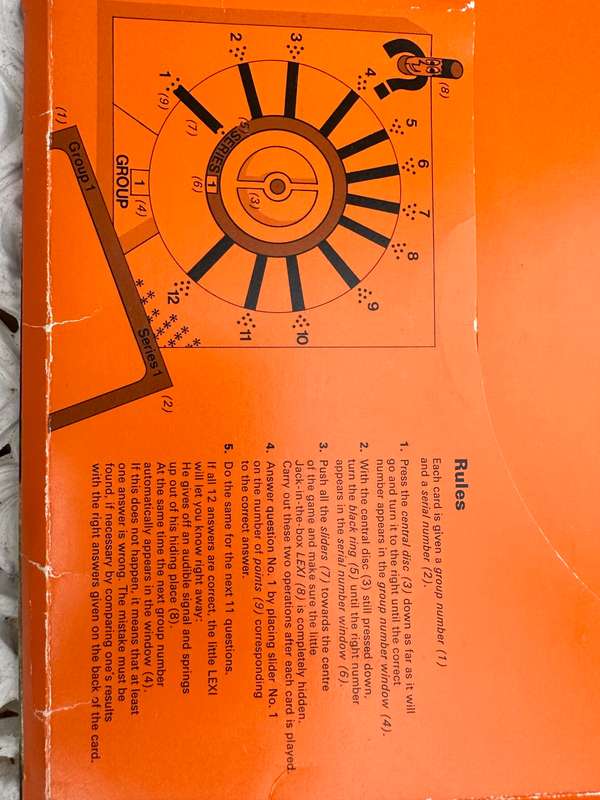 1
2
3
4
5
6
7
8
9
10
11
12
(9)
(7)
(5)
SERIES 1
(6)
(3)
(8)
GROUP
1
(4)
(1)
Group 1
Series 1
(2)
Rules
Each card is given a group number (1)
and a serial number (2).
1. Press the central disc (3) down as far as it will
go and turn it to the right until the correct
number appears in the group number window (4).
2. With the central disc (3) still pressed down,
turn the black ring (5) until the right number
appears in the serial number window (6).
3. Push all the sliders (7) towards the centre
of the game and make sure the little
Jack-in-the-box LEXI (8) is completely hidden.
Carry out these two operations after each card is played.
4. Answer question No. 1 by placing slider No. 1
on the number of points (9) corresponding
to the correct answer.
5. Do the same for the next 11 questions.
If all 12 answers are correct, the little LEXI
will let you know right away:
He gives off an audible signal and springs
up out of his hiding place (8).
At the same time the next group number
automatically appears in the window (4).
If this does not happen, it means that at least
one answer is wrong. The mistake must be
found, if necessary by comparing one's results
with the right answers given on the back of the card.